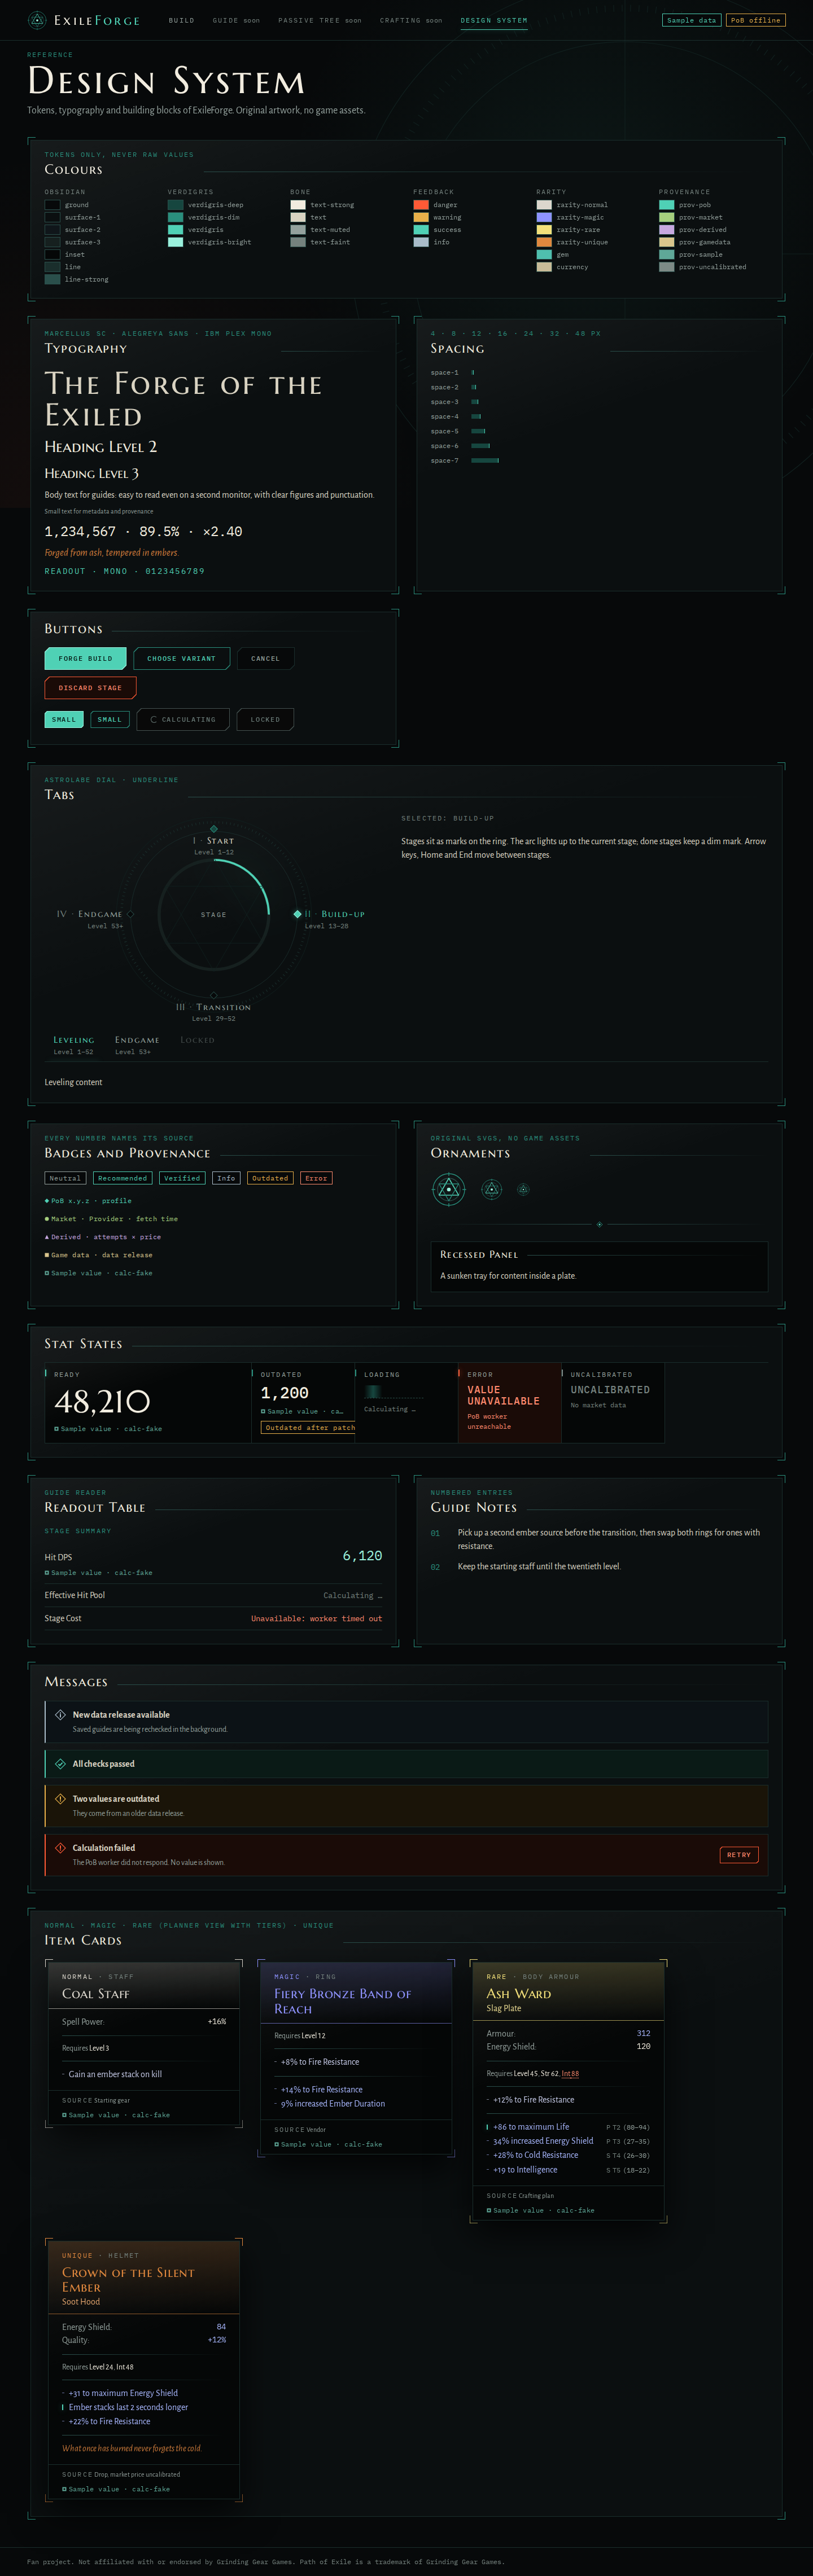 ExileForge
BUILD
GUIDE soon
PASSIVE TREE soon
CRAFTING soon
DESIGN SYSTEM
Sample data
PoB offline
REFERENCE
Design System
Tokens, typography and building blocks of ExileForge. Original artwork, no game assets.
TOKENS ONLY, NEVER RAW VALUES
Colours
OBSIDIAN
ground
surface-1
surface-2
surface-3
inset
line
line-strong
VERDIGRIS
verdigris-deep
verdigris-dim
verdigris
verdigris-bright
BONE
text-strong
text
text-muted
text-faint
FEEDBACK
danger
warning
success
info
RARITY
rarity-normal
rarity-magic
rarity-rare
rarity-unique
gem
currency
PROVENANCE
prov-pob
prov-market
prov-derived
prov-gamedata
prov-sample
prov-uncalibrated
MARCELLUS SC · ALEGREYA SANS · IBM PLEX MONO
Typography
The Forge of the
Exiled
Heading Level 2
Heading Level 3
Body text for guides: easy to read even on a second monitor, with clear figures and punctuation.
Small text for metadata and provenance
1,234,567 · 89.5% · ×2.40
Forged from ash, tempered in embers.
READOUT · MONO · 0123456789
4 · 8 · 12 · 16 · 24 · 32 · 48 PX
Spacing
space-1
space-2
space-3
space-4
space-5
space-6
space-7
Buttons
FORGE BUILD
CHOOSE VARIANT
CANCEL
DISCARD STAGE
SMALL
SMALL
CALCULATING
LOCKED
ASTROLABE DIAL · UNDERLINE
Tabs
I · Start
Level 1–12
IV · Endgame
Level 53+
STAGE
II · Build-up
Level 13–28
III · Transition
Level 29–52
SELECTED: BUILD-UP
Stages sit as marks on the ring. The arc lights up to the current stage; done stages keep a dim mark. Arrow
keys, Home and End move between stages.
Leveling
Level 1–52
Endgame
Level 53+
Locked
Leveling content
EVERY NUMBER NAMES ITS SOURCE
Badges and Provenance
Neutral
Recommended
Verified
Info
Outdated
Error
PoB x.y.z · profile
Market · Provider · fetch time
Derived · attempts × price
Game data · data release
Sample value · calc-fake
ORIGINAL SVGS, NO GAME ASSETS
Ornaments
Recessed Panel
A sunken tray for content inside a plate.
Stat States
READY
48,210
Sample value · calc-fake
OUTDATED
1,200
Sample value · ca…
Outdated after patch
LOADING
Calculating …
ERROR
VALUE
UNAVAILABLE
PoB worker
unreachable
UNCALIBRATED
UNCALIBRATED
No market data
GUIDE READER
Readout Table
STAGE SUMMARY
Hit DPS
6,120
Sample value · calc-fake
Effective Hit Pool
Calculating …
Stage Cost
Unavailable: worker timed out
NUMBERED ENTRIES
Guide Notes
01 Pick up a second ember source before the transition, then swap both rings for ones with
resistance.
02 Keep the starting staff until the twentieth level.
Messages
New data release available
Saved guides are being rechecked in the background.
All checks passed
Two values are outdated
They come from an older data release.
Calculation failed
The PoB worker did not respond. No value is shown.
RETRY
NORMAL · MAGIC · RARE (PLANNER VIEW WITH TIERS) · UNIQUE
Item Cards
NORMAL · STAFF
Coal Staff
Spell Power: +16%
Requires Level 3
Gain an ember stack on kill
SOURCE Starting gear
Sample value · calc-fake
MAGIC · RING
Fiery Bronze Band of
Reach
Requires Level 12
+8% to Fire Resistance
+14% to Fire Resistance
9% increased Ember Duration
SOURCE Vendor
Sample value · calc-fake
RARE · BODY ARMOUR
Ash Ward
Slag Plate
Armour: 312
Energy Shield: 120
Requires Level 45, Str 62, Int 88
+12% to Fire Resistance
+86 to maximum Life P T2 (80–94)
34% increased Energy Shield P T3 (27–35)
+28% to Cold Resistance S T4 (26–30)
+19 to Intelligence S T5 (18–22)
SOURCE Crafting plan
Sample value · calc-fake
UNIQUE · HELMET
Crown of the Silent
Ember
Soot Hood
Energy Shield: 84
Quality: +12%
Requires Level 24, Int 48
+31 to maximum Energy Shield
Ember stacks last 2 seconds longer
+22% to Fire Resistance
What once has burned never forgets the cold.
SOURCE Drop, market price uncalibrated
Sample value · calc-fake
Fan project. Not affiliated with or endorsed by Grinding Gear Games. Path of Exile is a trademark of Grinding Gear Games.